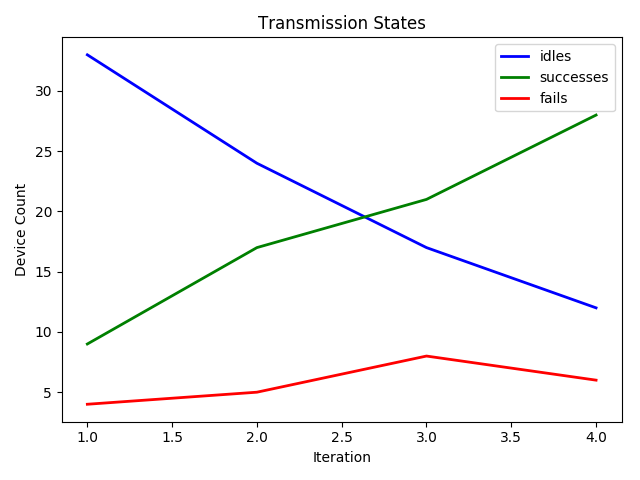 Transmission States
idles
successes
fails
Device Count
30
25
20
15
10
5
1.0 1.5 2.0 2.5 3.0 3.5 4.0
Iteration